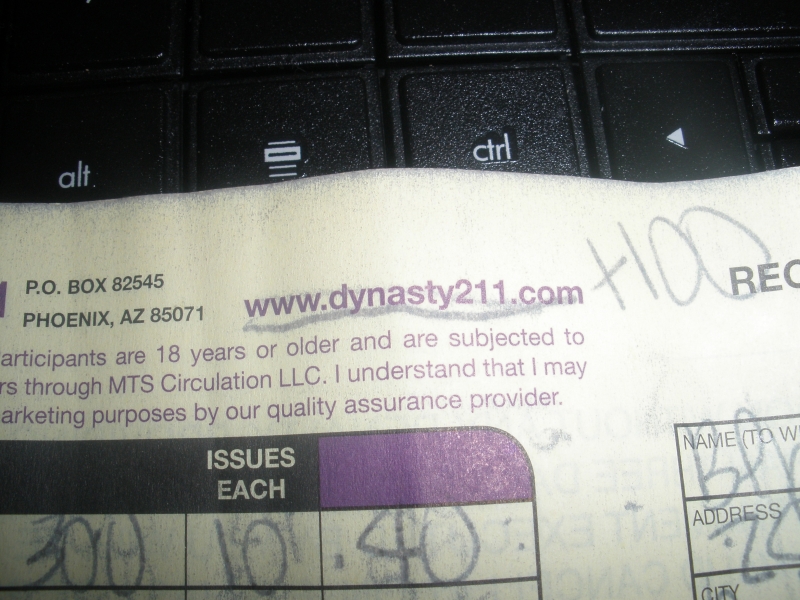 alt
ctrl
P.O. BOX 82545
PHOENIX, AZ 85071
www.dynasty211.com
+100
REC
articipants are 18 years or older and are subjected to
rs through MTS Circulation LLC. I understand that I may
arketing purposes by our quality assurance provider.
ISSUES
EACH
300 10 .40
NAME (TO W
ADDRESS
CITY